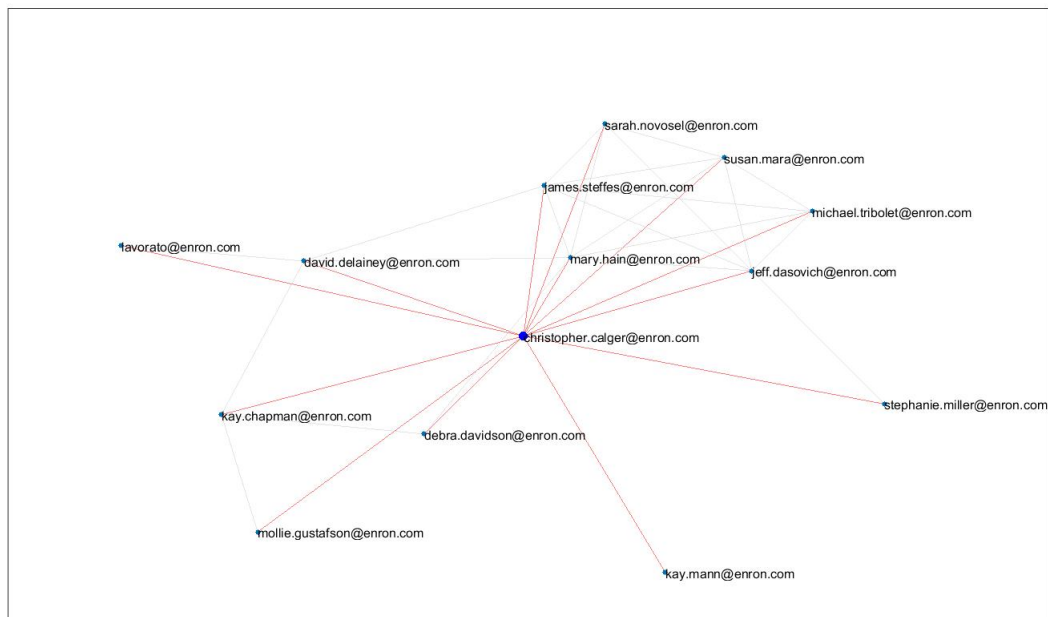 sarah.novosel@enron.com
susan.mara@enron.com
james.steffes@enron.com
michael.tribolet@enron.com
lavorato@enron.com
david.delainey@enron.com
mary.hain@enron.com
jeff.dasovich@enron.com
christopher.calger@enron.com
stephanie.miller@enron.com
kay.chapman@enron.com
debra.davidson@enron.com
mollie.gustafson@enron.com
kay.mann@enron.com